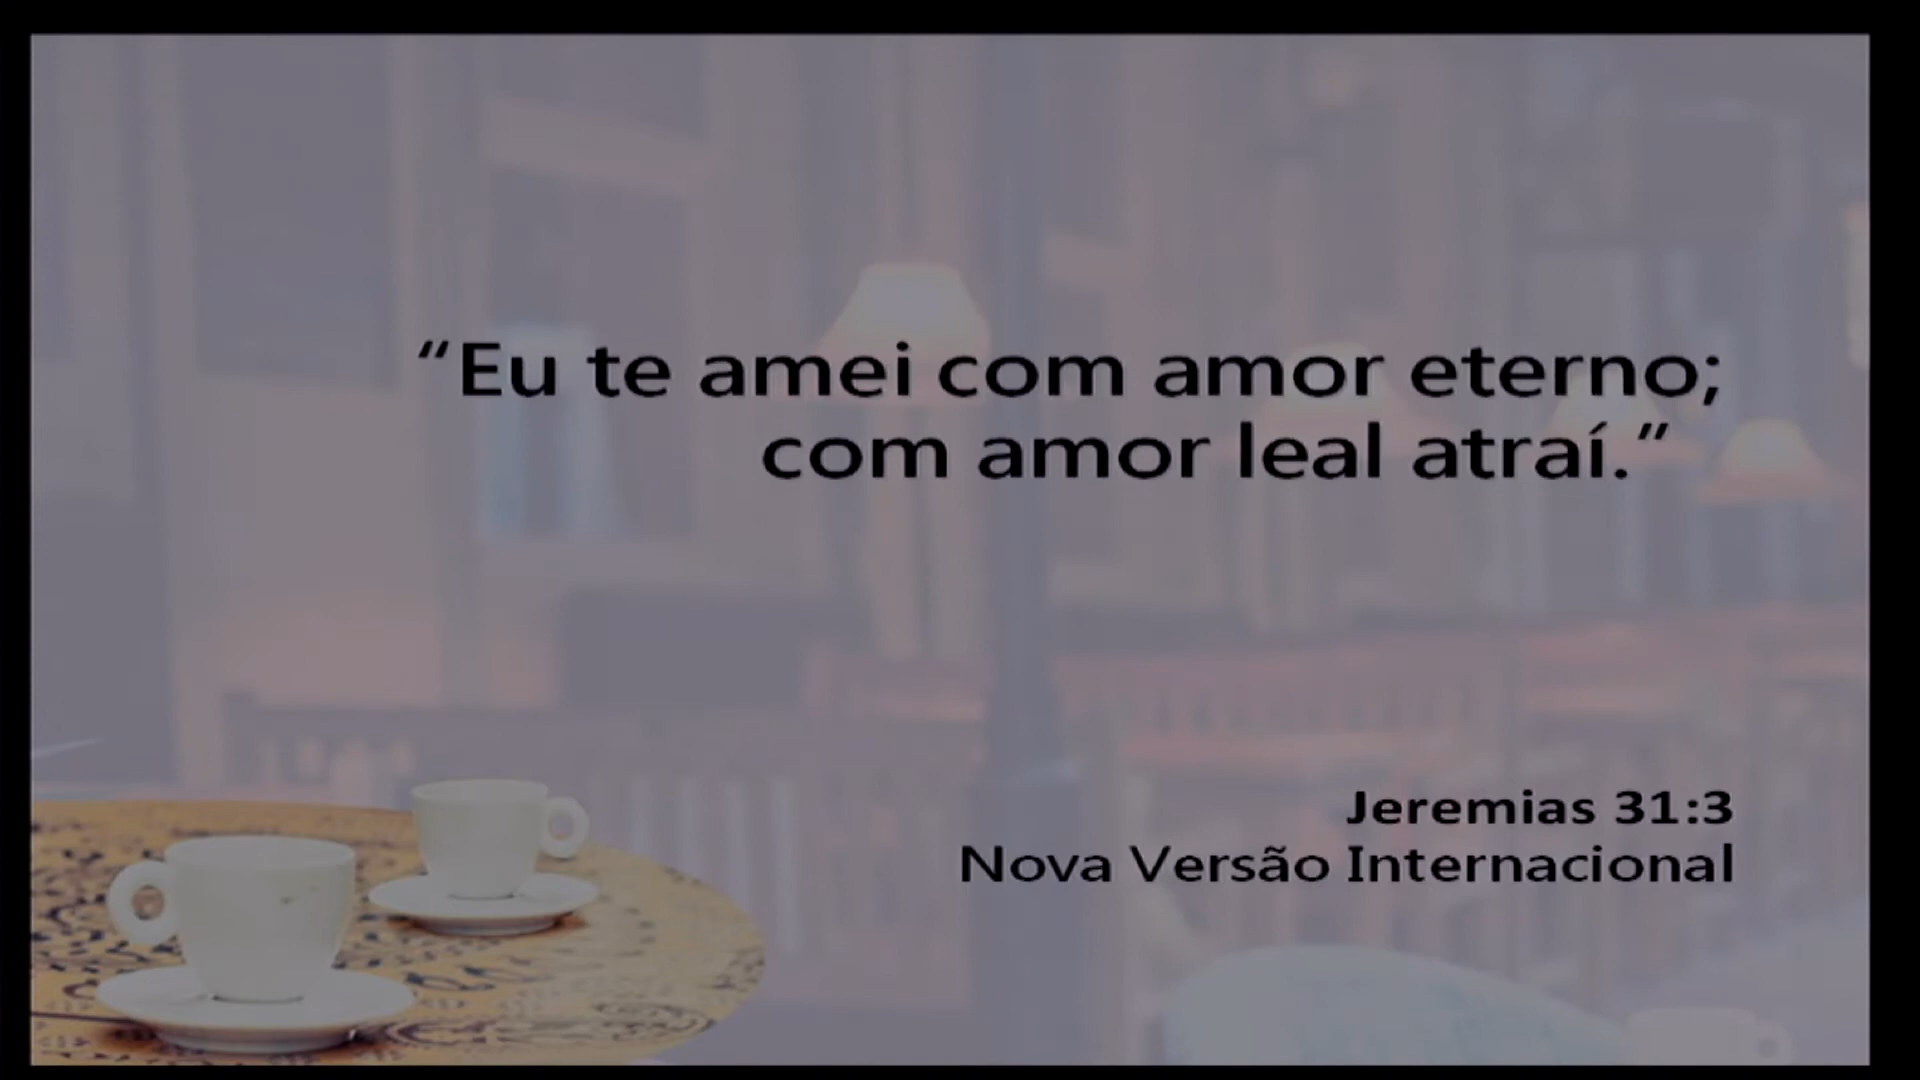 “Eu te amei com amor eterno;
com amor leal atraí.”
Jeremias 31:3
Nova Versão Internacional